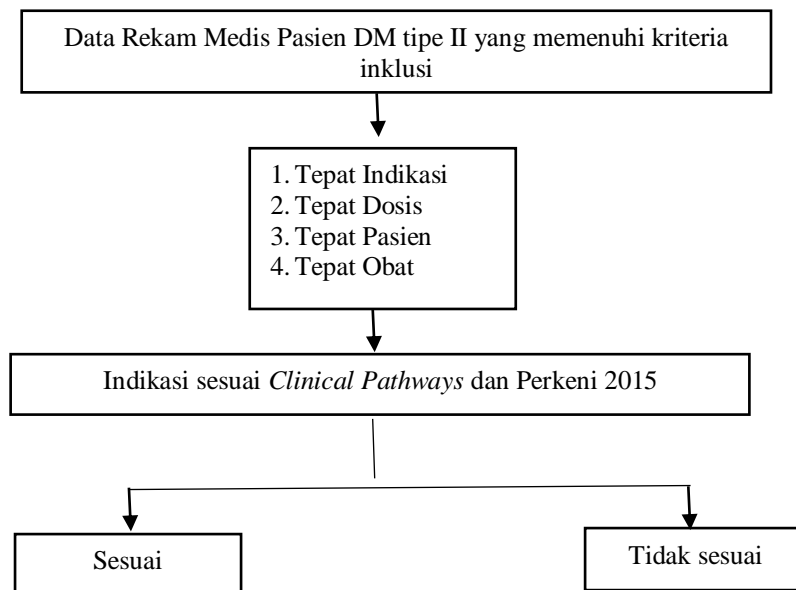 Data Rekam Medis Pasien DM tipe II yang memenuhi kriteria
inklusi
1. Tepat Indikasi
2. Tepat Dosis
3. Tepat Pasien
4. Tepat Obat
Indikasi sesuai Clinical Pathways dan Perkeni 2015
Sesuai
Tidak sesuai